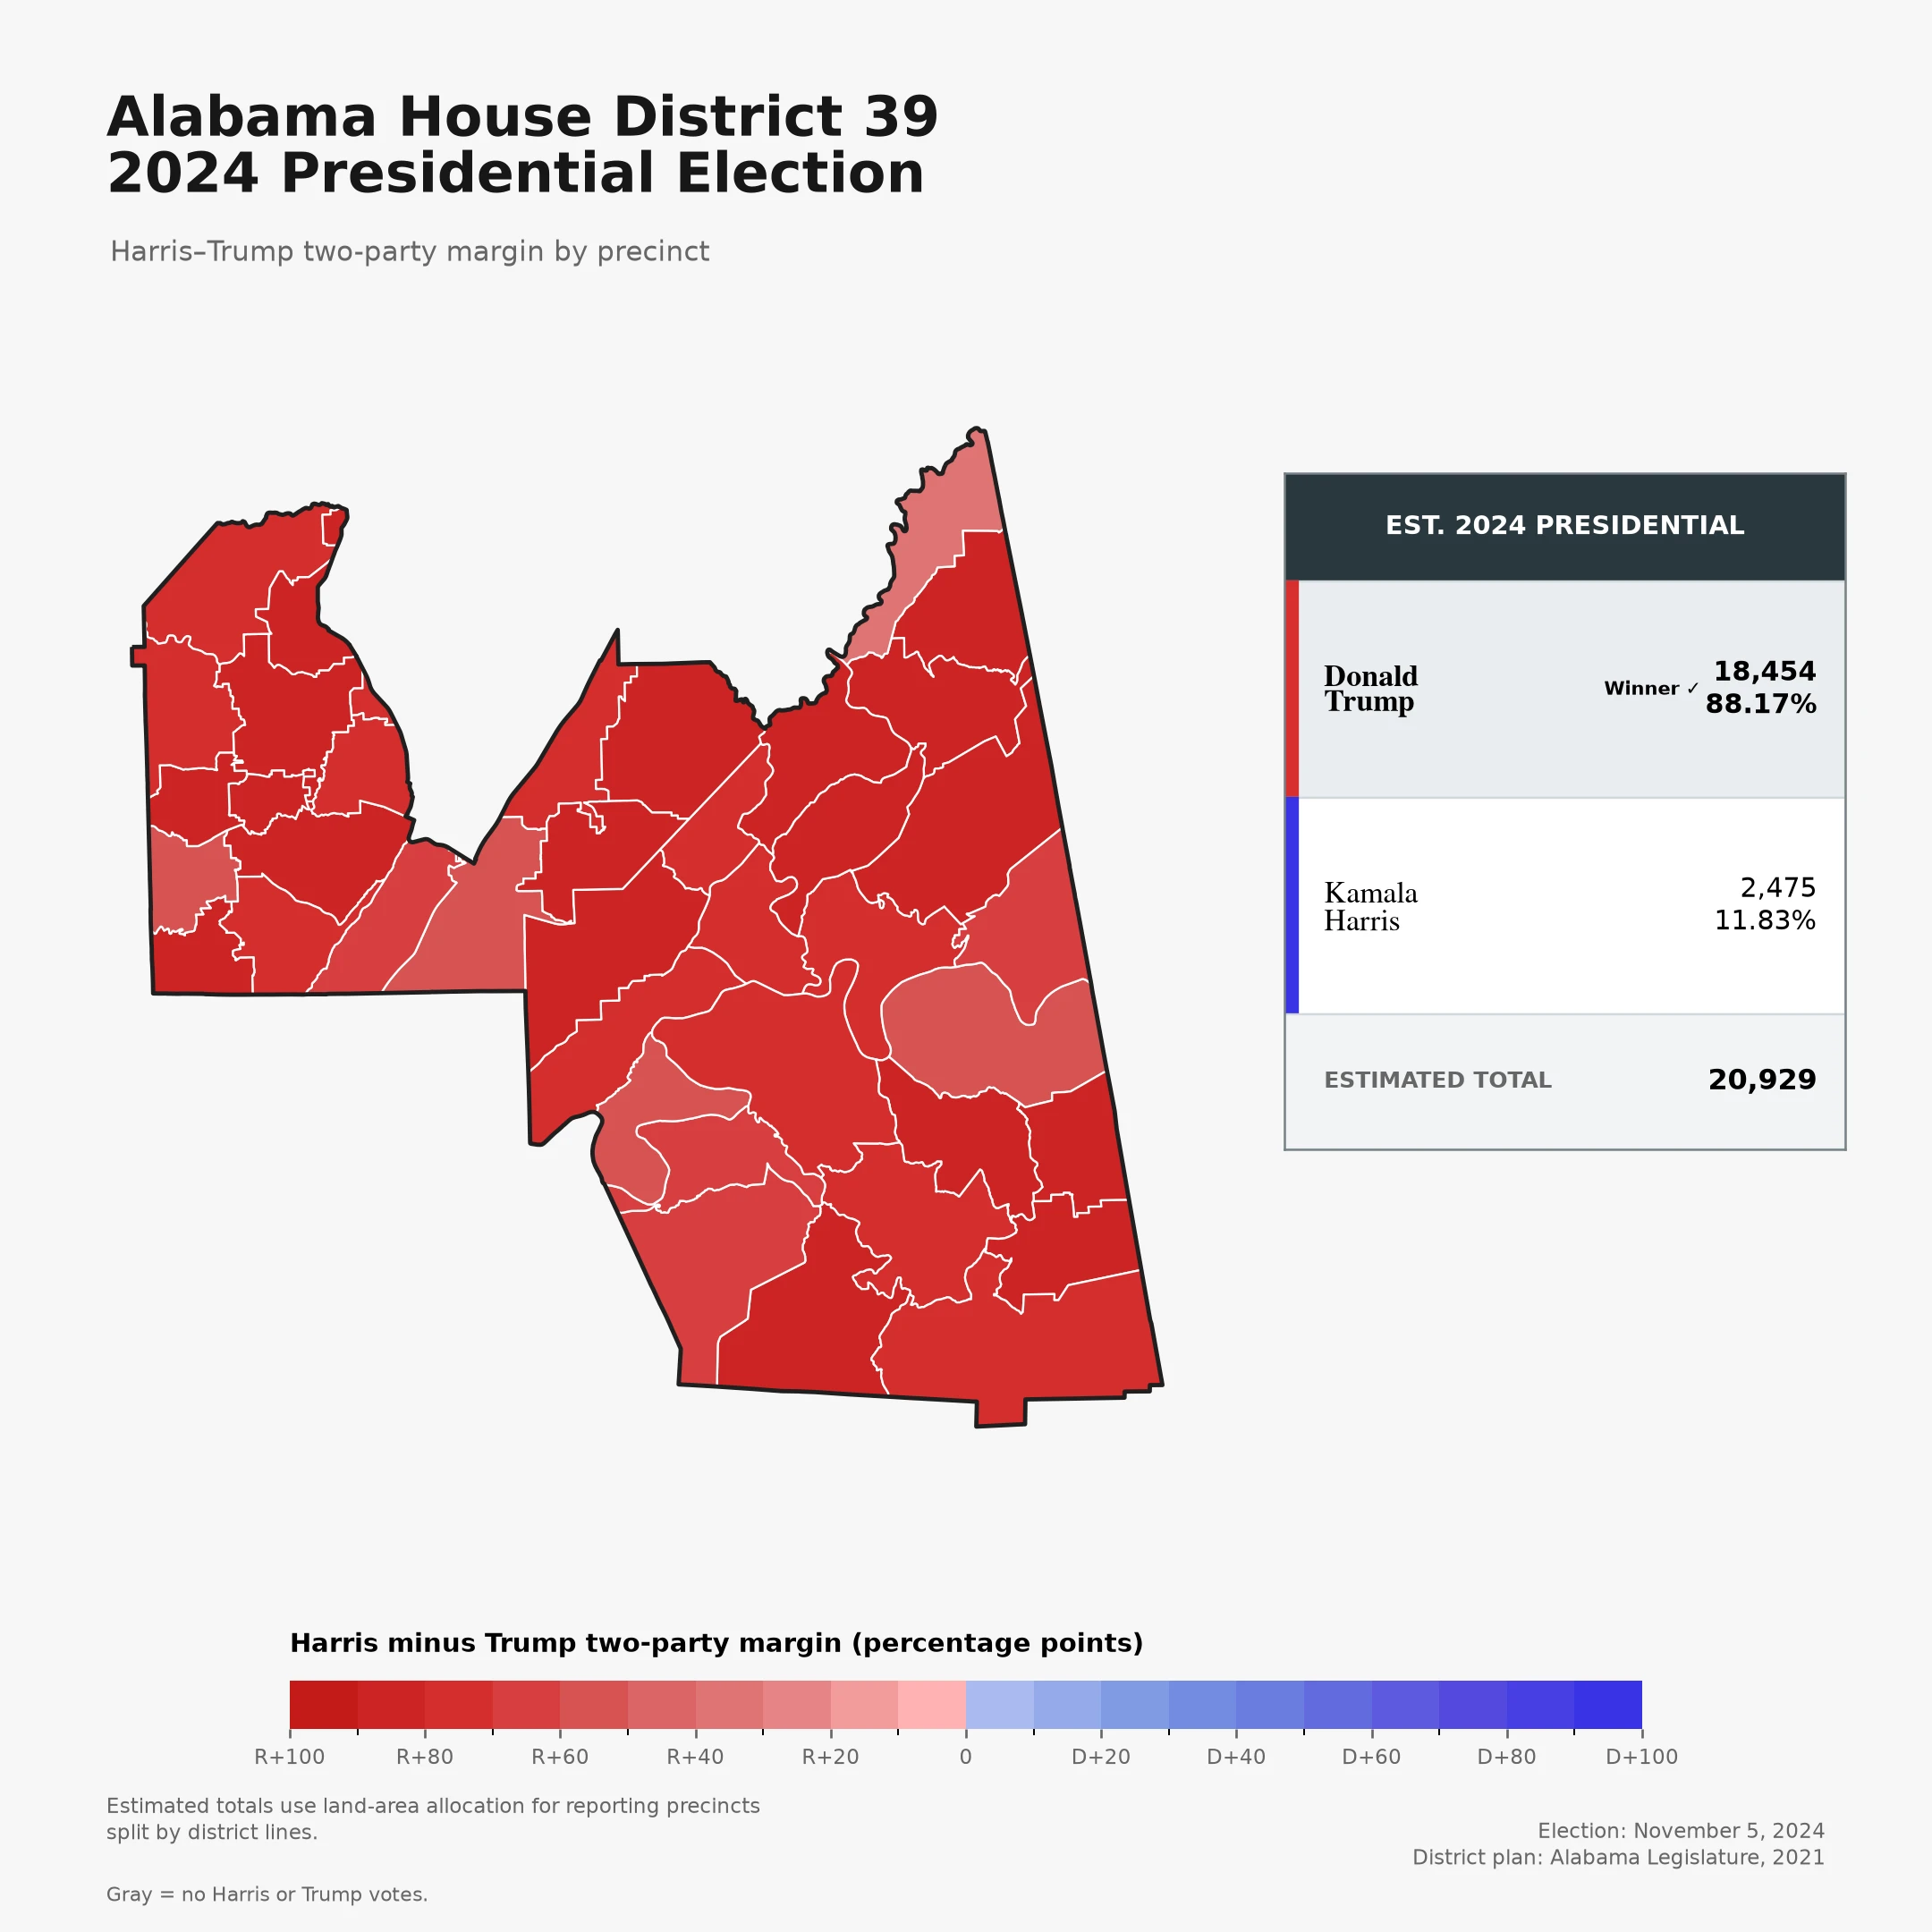 Alabama House District 39
2024 Presidential Election
Harris–Trump two-party margin by precinct
EST. 2024 PRESIDENTIAL
Donald
Trump
Winner ✓
18,454
88.17%
Kamala
Harris
2,475
11.83%
ESTIMATED TOTAL
20,929
Harris minus Trump two-party margin (percentage points)
R+100
R+80
R+60
R+40
R+20
0
D+20
D+40
D+60
D+80
D+100
Estimated totals use land-area allocation for reporting precincts
split by district lines.
Gray = no Harris or Trump votes.
Election: November 5, 2024
District plan: Alabama Legislature, 2021